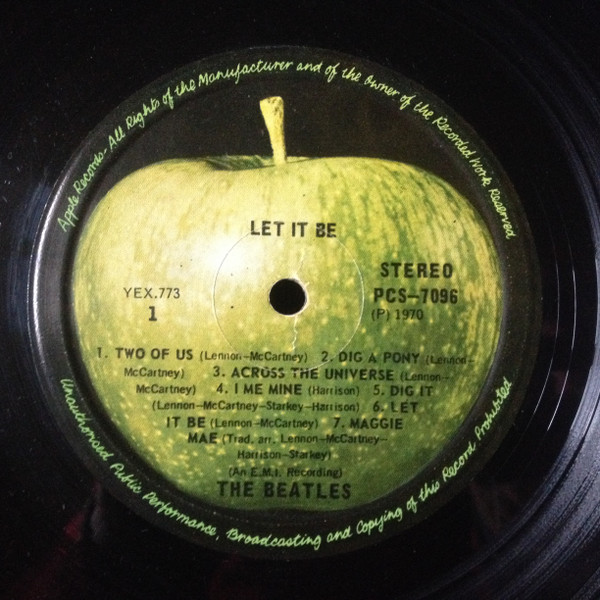 Apple Records. All Rights of the Manufacturer and of the Owner of the Recorded Work Reserved
LET IT BE
STEREO
YEX.773
PCS-7096
1
(P) 1970
1. TWO OF US (Lennon-McCartney) 2. DIG A PONY (Lennon-
McCartney) 3. ACROSS THE UNIVERSE (Lennon-
McCartney) 4. I ME MINE (Harrison) 5. DIG IT
(Lennon-McCartney-Starkey-Harrison) 6. LET
IT BE (Lennon-McCartney) 7. MAGGIE
MAE (Trad. arr. Lennon-McCartney-
Harrison-Starkey)
(An E.M.I. Recording)
THE BEATLES
Unauthorised Public Performance, Broadcasting and Copying of this Record Prohibited